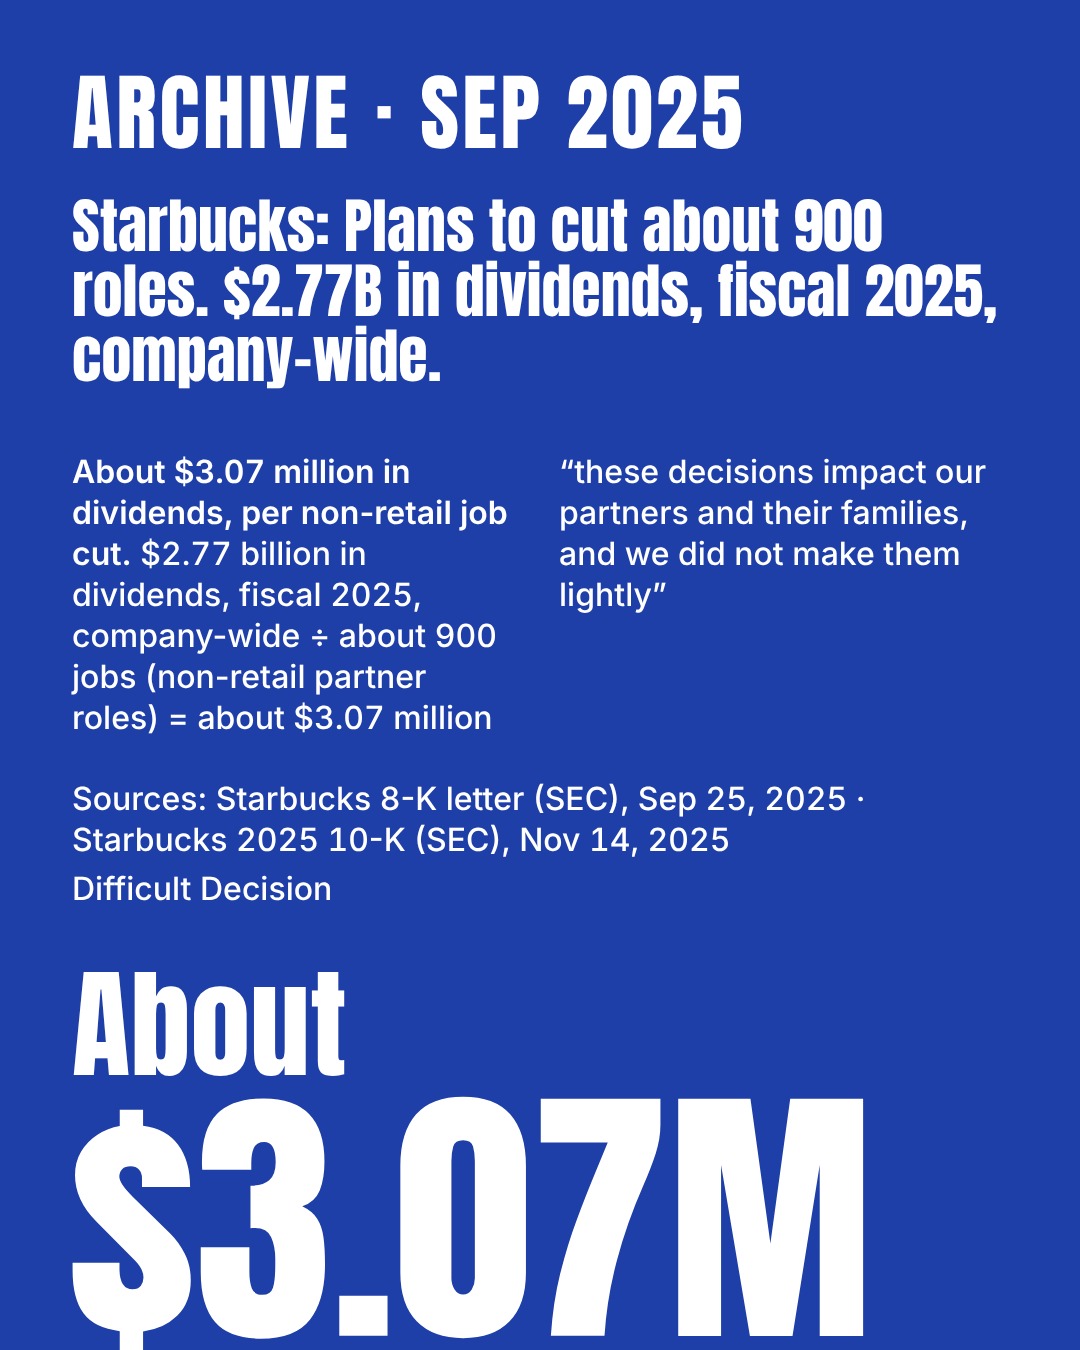 ARCHIVE · SEP 2025
Starbucks: Plans to cut about 900
roles. $2.77B in dividends, fiscal 2025,
company-wide.
About $3.07 million in
dividends, per non-retail job
cut. $2.77 billion in
dividends, fiscal 2025,
company-wide ÷ about 900
jobs (non-retail partner
roles) = about $3.07 million
“these decisions impact our
partners and their families,
and we did not make them
lightly”
Sources: Starbucks 8-K letter (SEC), Sep 25, 2025 ·
Starbucks 2025 10-K (SEC), Nov 14, 2025
Difficult Decision
About
$3.07M